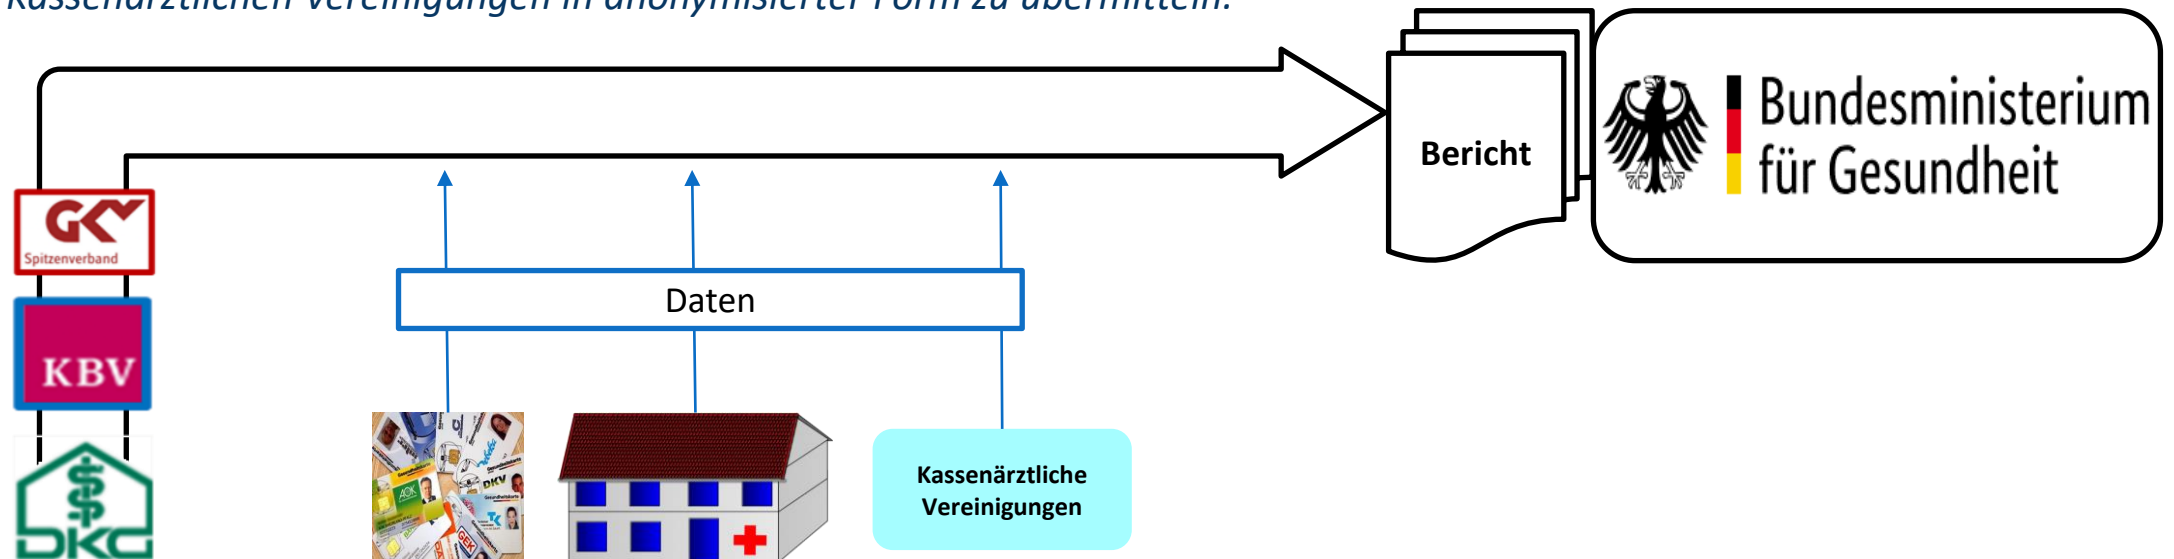 Kassenärztlichen Vereinigungen in anonymisierter Form zu übermitteln.
Bericht
Bundesministerium
für Gesundheit
GKV
Spitzenverband
Daten
KBV
Kassenärztliche
Vereinigungen
AOK
DKV
TK
GEK
DKG